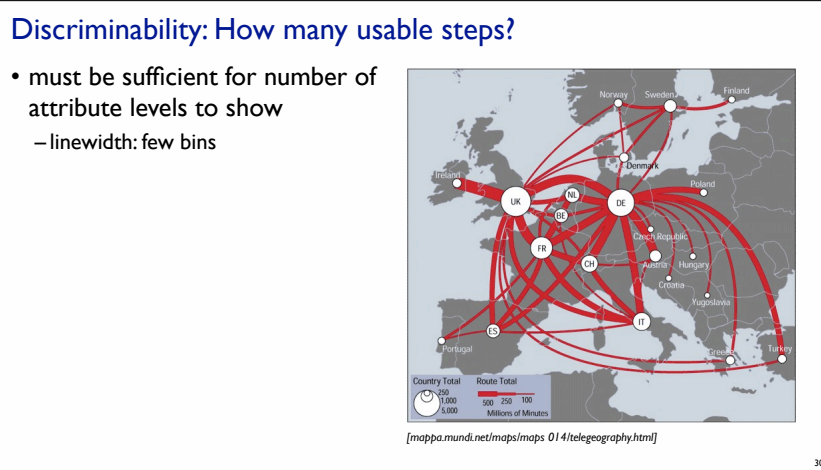 Discriminability: How many usable steps?
• must be sufficient for number of
attribute levels to show
– linewidth: few bins
Norway
Sweden
Finland
Denmark
Ireland
UK
NL
BE
DE
Poland
FR
CH
Czech Republic
Austria
Hungary
Croatia
Yugoslavia
IT
ES
Portugal
Greece
Turkey
Country Total
250
1,000
5,000
Route Total
500 250 100
Millions of Minutes
[mappa.mundi.net/maps/maps 014/telegeography.html]